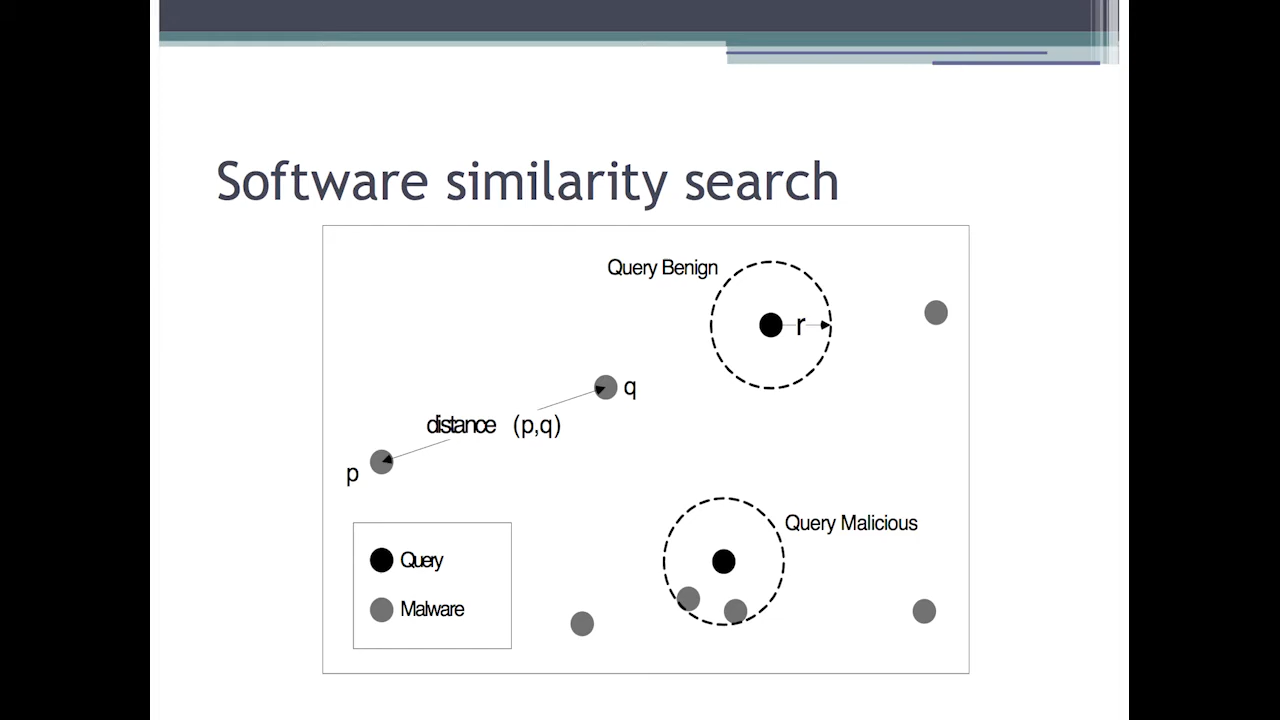 Software similarity search
Query Benign
r
q
distance (p,q)
p
Query Malicious
Query
Malware